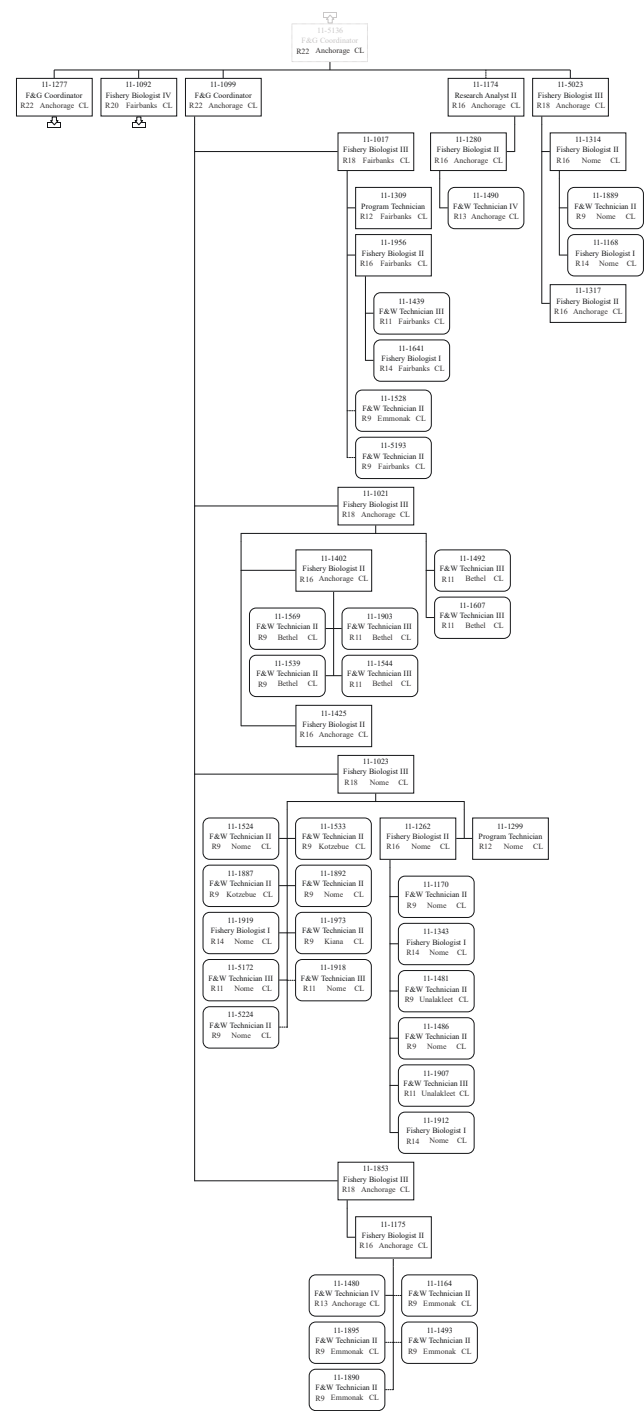 11-5136
F&G Coordinator
R22 Anchorage CL
11-1277
F&G Coordinator
R22 Anchorage CL
11-1092
Fishery Biologist IV
R20 Fairbanks CL
11-1099
F&G Coordinator
R22 Anchorage CL
11-1174
Research Analyst II
R16 Anchorage CL
11-5023
Fishery Biologist III
R18 Anchorage CL
11-1017
Fishery Biologist III
R18 Fairbanks CL
11-1309
Program Technician
R12 Fairbanks CL
11-1956
Fishery Biologist II
R16 Fairbanks CL
11-1439
F&W Technician III
R11 Fairbanks CL
11-1641
Fishery Biologist I
R14 Fairbanks CL
11-1528
F&W Technician II
R9 Emmonak CL
11-5193
F&W Technician II
R9 Fairbanks CL
11-1280
Fishery Biologist II
R16 Anchorage CL
11-1490
F&W Technician IV
R13 Anchorage CL
11-1314
Fishery Biologist II
R16 Nome CL
11-1889
F&W Technician II
R9 Nome CL
11-1168
Fishery Biologist I
R14 Nome CL
11-1317
Fishery Biologist II
R16 Anchorage CL
11-1021
Fishery Biologist III
R18 Anchorage CL
11-1402
Fishery Biologist II
R16 Anchorage CL
11-1569
F&W Technician II
R9 Bethel CL
11-1903
F&W Technician III
R11 Bethel CL
11-1539
F&W Technician II
R9 Bethel CL
11-1544
F&W Technician III
R11 Bethel CL
11-1425
Fishery Biologist II
R16 Anchorage CL
11-1492
F&W Technician III
R11 Bethel CL
11-1607
F&W Technician III
R11 Bethel CL
11-1023
Fishery Biologist III
R18 Nome CL
11-1524
F&W Technician II
R9 Nome CL
11-1533
F&W Technician II
R9 Kotzebue CL
11-1887
F&W Technician II
R9 Kotzebue CL
11-1892
F&W Technician II
R9 Nome CL
11-1919
Fishery Biologist I
R14 Nome CL
11-1973
F&W Technician II
R9 Kiana CL
11-5172
F&W Technician III
R11 Nome CL
11-1918
F&W Technician III
R11 Nome CL
11-5224
F&W Technician II
R9 Nome CL
11-1262
Fishery Biologist II
R16 Nome CL
11-1299
Program Technician
R12 Nome CL
11-1170
F&W Technician II
R9 Nome CL
11-1343
Fishery Biologist I
R14 Nome CL
11-1481
F&W Technician II
R9 Unalakleet CL
11-1486
F&W Technician II
R9 Nome CL
11-1907
F&W Technician III
R11 Unalakleet CL
11-1912
Fishery Biologist I
R14 Nome CL
11-1853
Fishery Biologist III
R18 Anchorage CL
11-1175
Fishery Biologist II
R16 Anchorage CL
11-1480
F&W Technician IV
R13 Anchorage CL
11-1164
F&W Technician II
R9 Emmonak CL
11-1895
F&W Technician II
R9 Emmonak CL
11-1493
F&W Technician II
R9 Emmonak CL
11-1890
F&W Technician II
R9 Emmonak CL